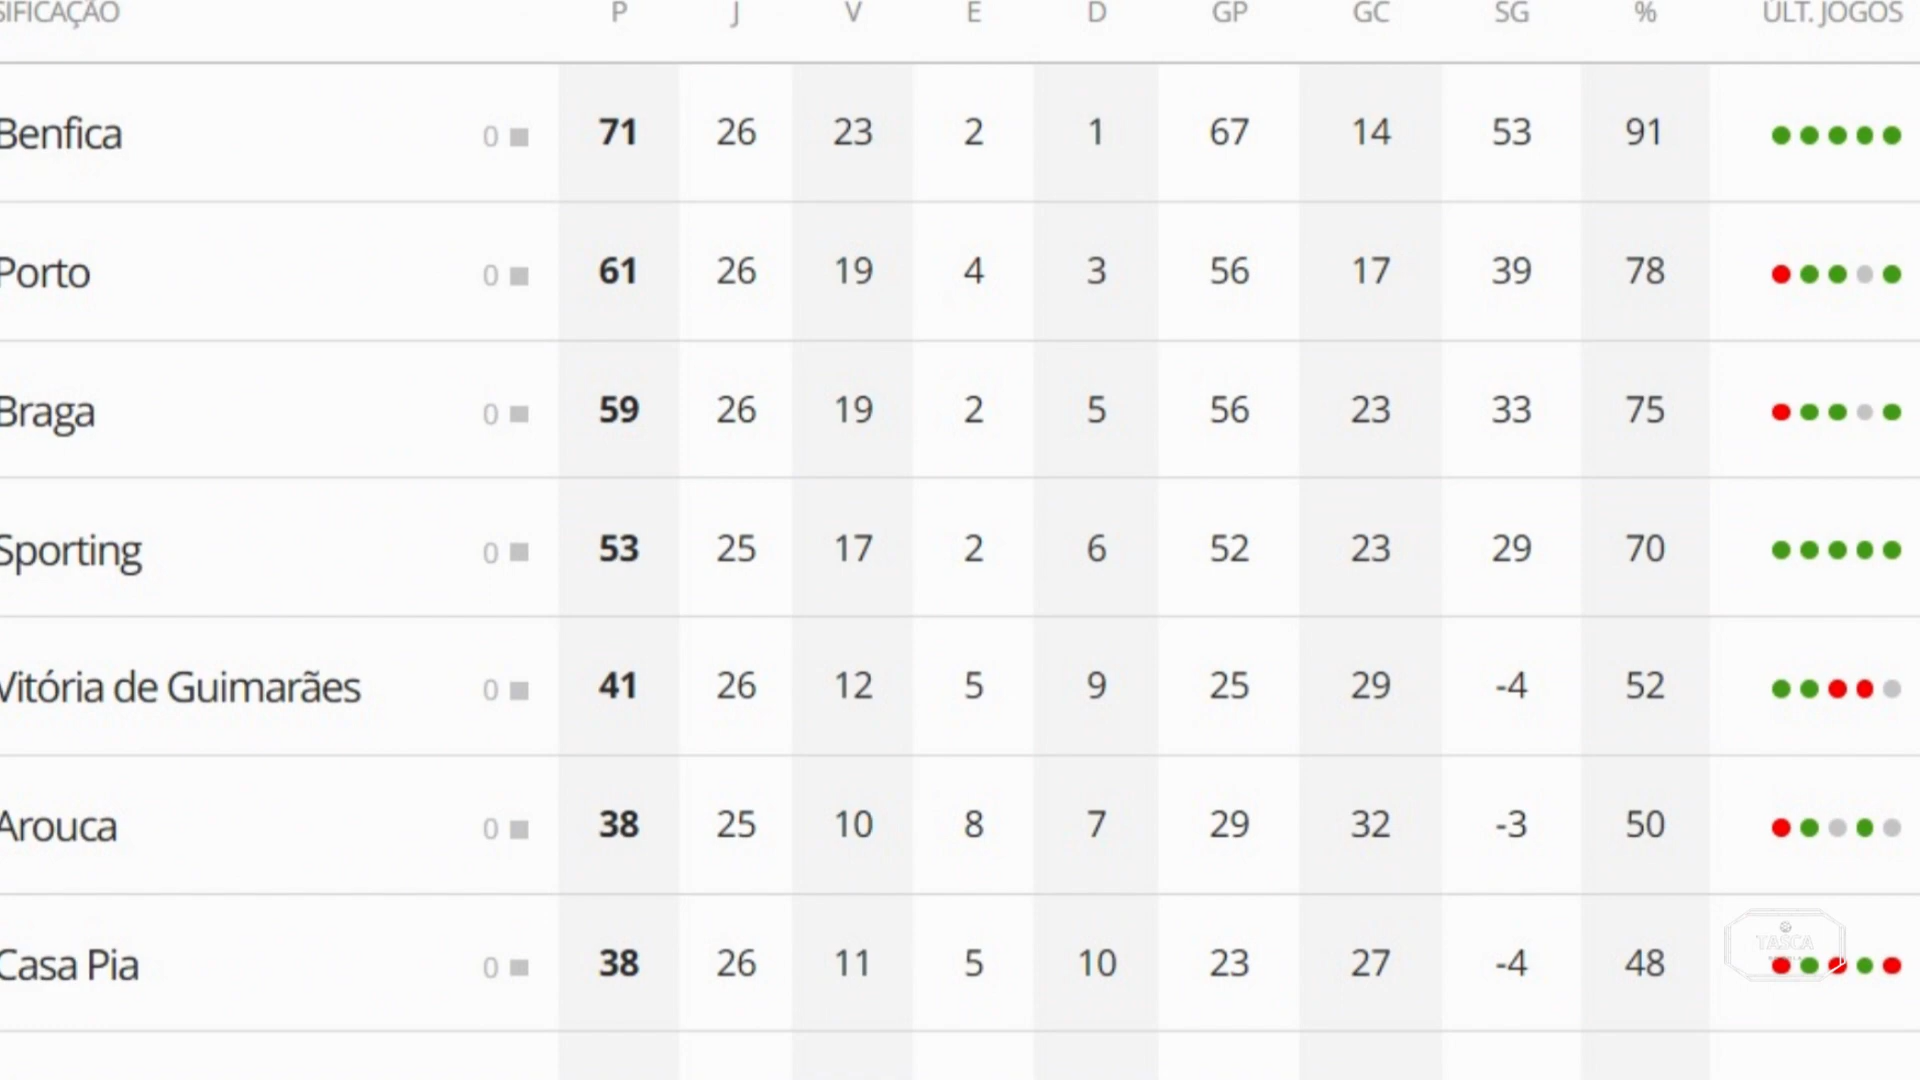 SIFICAÇÃO P J V E D GP GC SG % ÚLT. JOGOS
Benfica 0 71 26 23 2 1 67 14 53 91
Porto 0 61 26 19 4 3 56 17 39 78
Braga 0 59 26 19 2 5 56 23 33 75
Sporting 0 53 25 17 2 6 52 23 29 70
Vitória de Guimarães 0 41 26 12 5 9 25 29 -4 52
Arouca 0 38 25 10 8 7 29 32 -3 50
Casa Pia 0 38 26 11 5 10 23 27 -4 48
TASCA